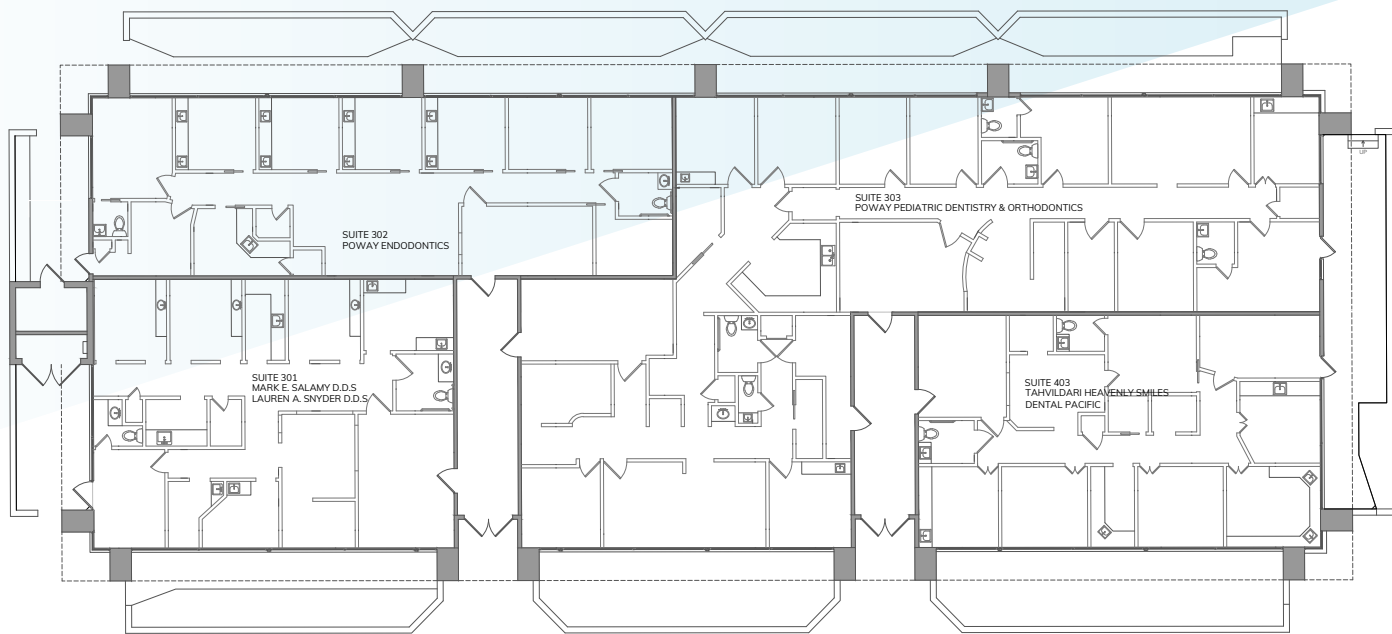 UP
SUITE 303
POWAY PEDIATRIC DENTISTRY & ORTHODONTICS
SUITE 302
POWAY ENDODONTICS
SUITE 301
MARK E. SALAMY D.D.S
LAUREN A. SNYDER D.D.S
SUITE 403
TAHVILDARI HEAVENLY SMILES
DENTAL PACIFIC